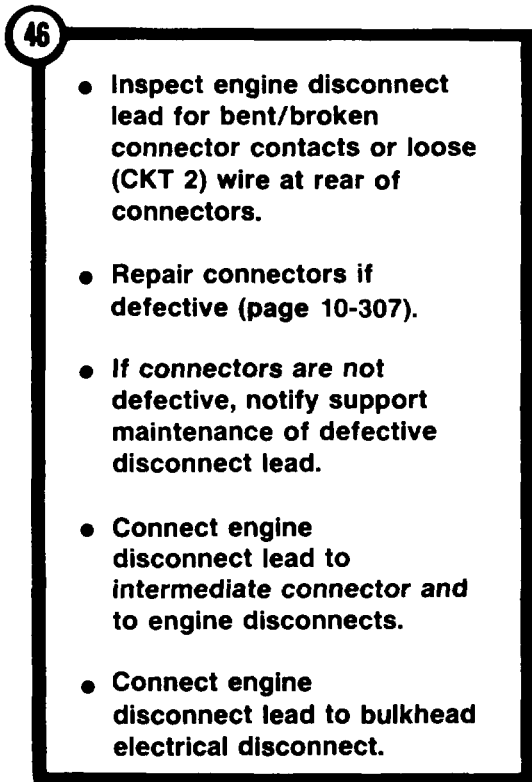 46
• Inspect engine disconnect
lead for bent/broken
connector contacts or loose
(CKT 2) wire at rear of
connectors.
• Repair connectors if
defective (page 10-307).
• If connectors are not
defective, notify support
maintenance of defective
disconnect lead.
• Connect engine
disconnect lead to
intermediate connector and
to engine disconnects.
• Connect engine
disconnect lead to bulkhead
electrical disconnect.